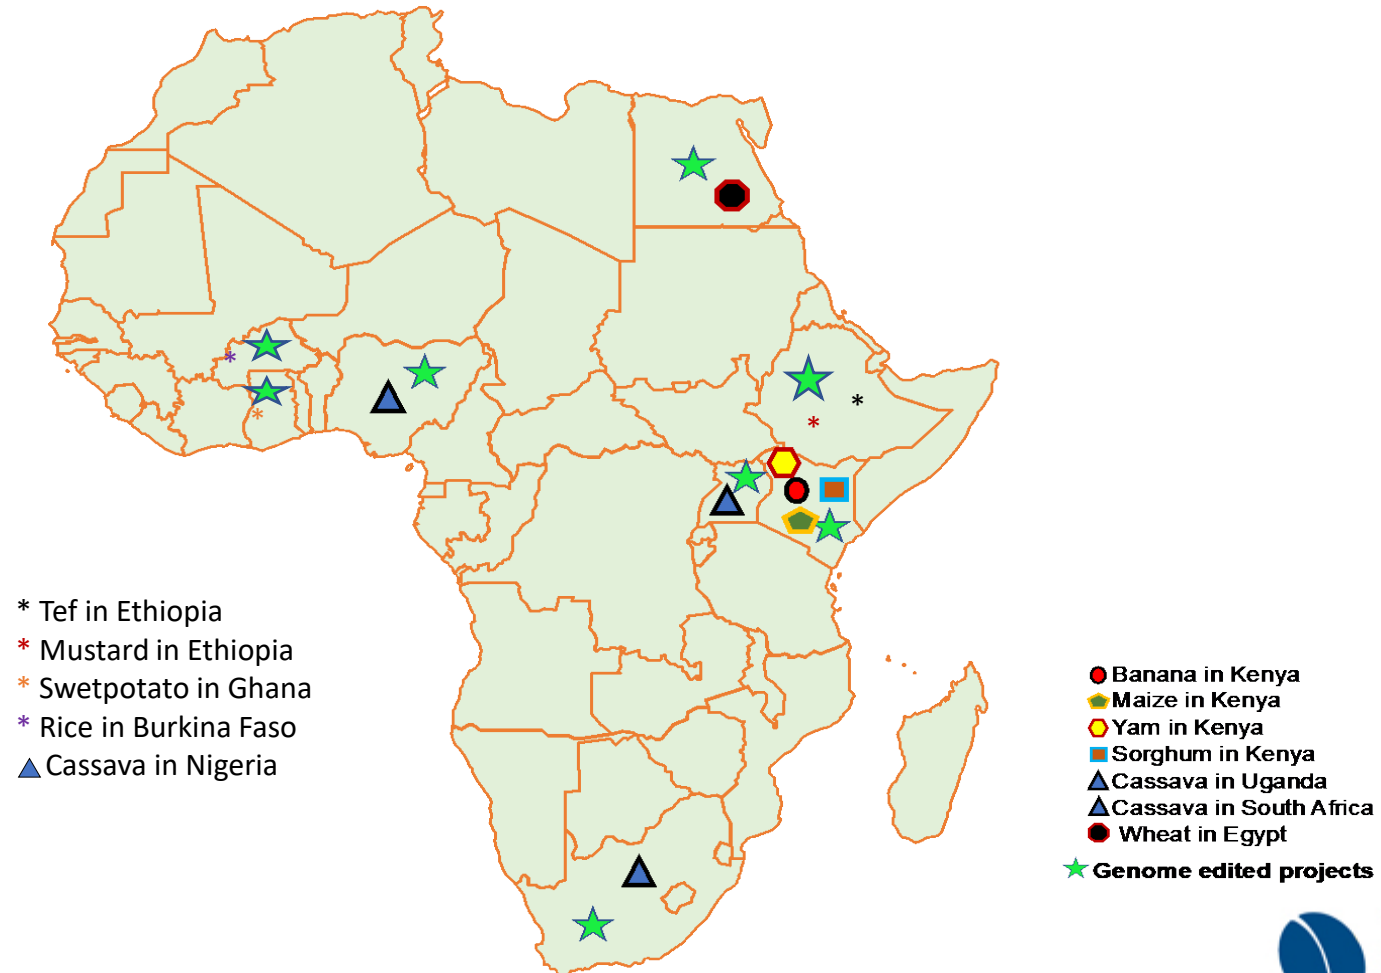 * Tef in Ethiopia
* Mustard in Ethiopia
* Swetpotato in Ghana
* Rice in Burkina Faso
Cassava in Nigeria
Banana in Kenya
Maize in Kenya
Yam in Kenya
Sorghum in Kenya
Cassava in Uganda
Cassava in South Africa
Wheat in Egypt
Genome edited projects